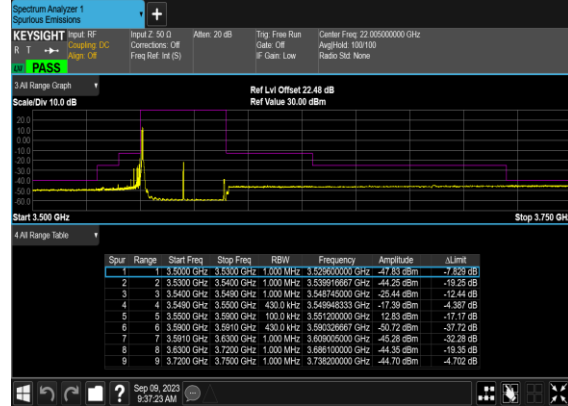 Spectrum Analyzer 1
Spurious Emissions
+
KEYSIGHT Input: RF Input Z: 50 Ω Atten: 20 dB Trig: Free Run Center Freq: 22.005000000 GHz
R T Coupling: DC Corrections: Off Gate: Off Avg|Hold: 100/100
Align: Off Freq Ref: Int (S) IF Gain: Low Radio Std: None
LU PASS
3 All Range Graph Ref Lvl Offset 22.48 dB
Scale/Div 10.0 dB Ref Value 30.00 dBm
20.0
10.0
0.00
-10.0
-20.0
-30.0
-40.0
-50.0
-60.0
Start 3.500 GHz Stop 3.750 GHz
4 All Range Table
Spur Range Start Freq Stop Freq RBW Frequency Amplitude ΔLimit
1 1 3.5000 GHz 3.5300 GHz 1.000 MHz 3.529600000 GHz -47.83 dBm -7.829 dB
2 2 3.5300 GHz 3.5400 GHz 1.000 MHz 3.539916667 GHz -44.25 dBm -19.25 dB
3 3 3.5400 GHz 3.5490 GHz 1.000 MHz 3.548745000 GHz -25.44 dBm -12.44 dB
4 4 3.5490 GHz 3.5500 GHz 430.0 kHz 3.549948333 GHz -17.39 dBm -4.387 dB
5 5 3.5500 GHz 3.5900 GHz 100.0 kHz 3.551200000 GHz 12.83 dBm -17.17 dB
6 6 3.5900 GHz 3.5910 GHz 430.0 kHz 3.590326667 GHz -50.72 dBm -37.72 dB
7 7 3.5910 GHz 3.6300 GHz 1.000 MHz 3.609005000 GHz -45.28 dBm -32.28 dB
8 8 3.6300 GHz 3.7200 GHz 1.000 MHz 3.686100000 GHz -44.35 dBm -19.35 dB
9 9 3.7200 GHz 3.7500 GHz 1.000 MHz 3.738200000 GHz -44.70 dBm -4.702 dB
? Sep 09, 2023
9:37:23 AM